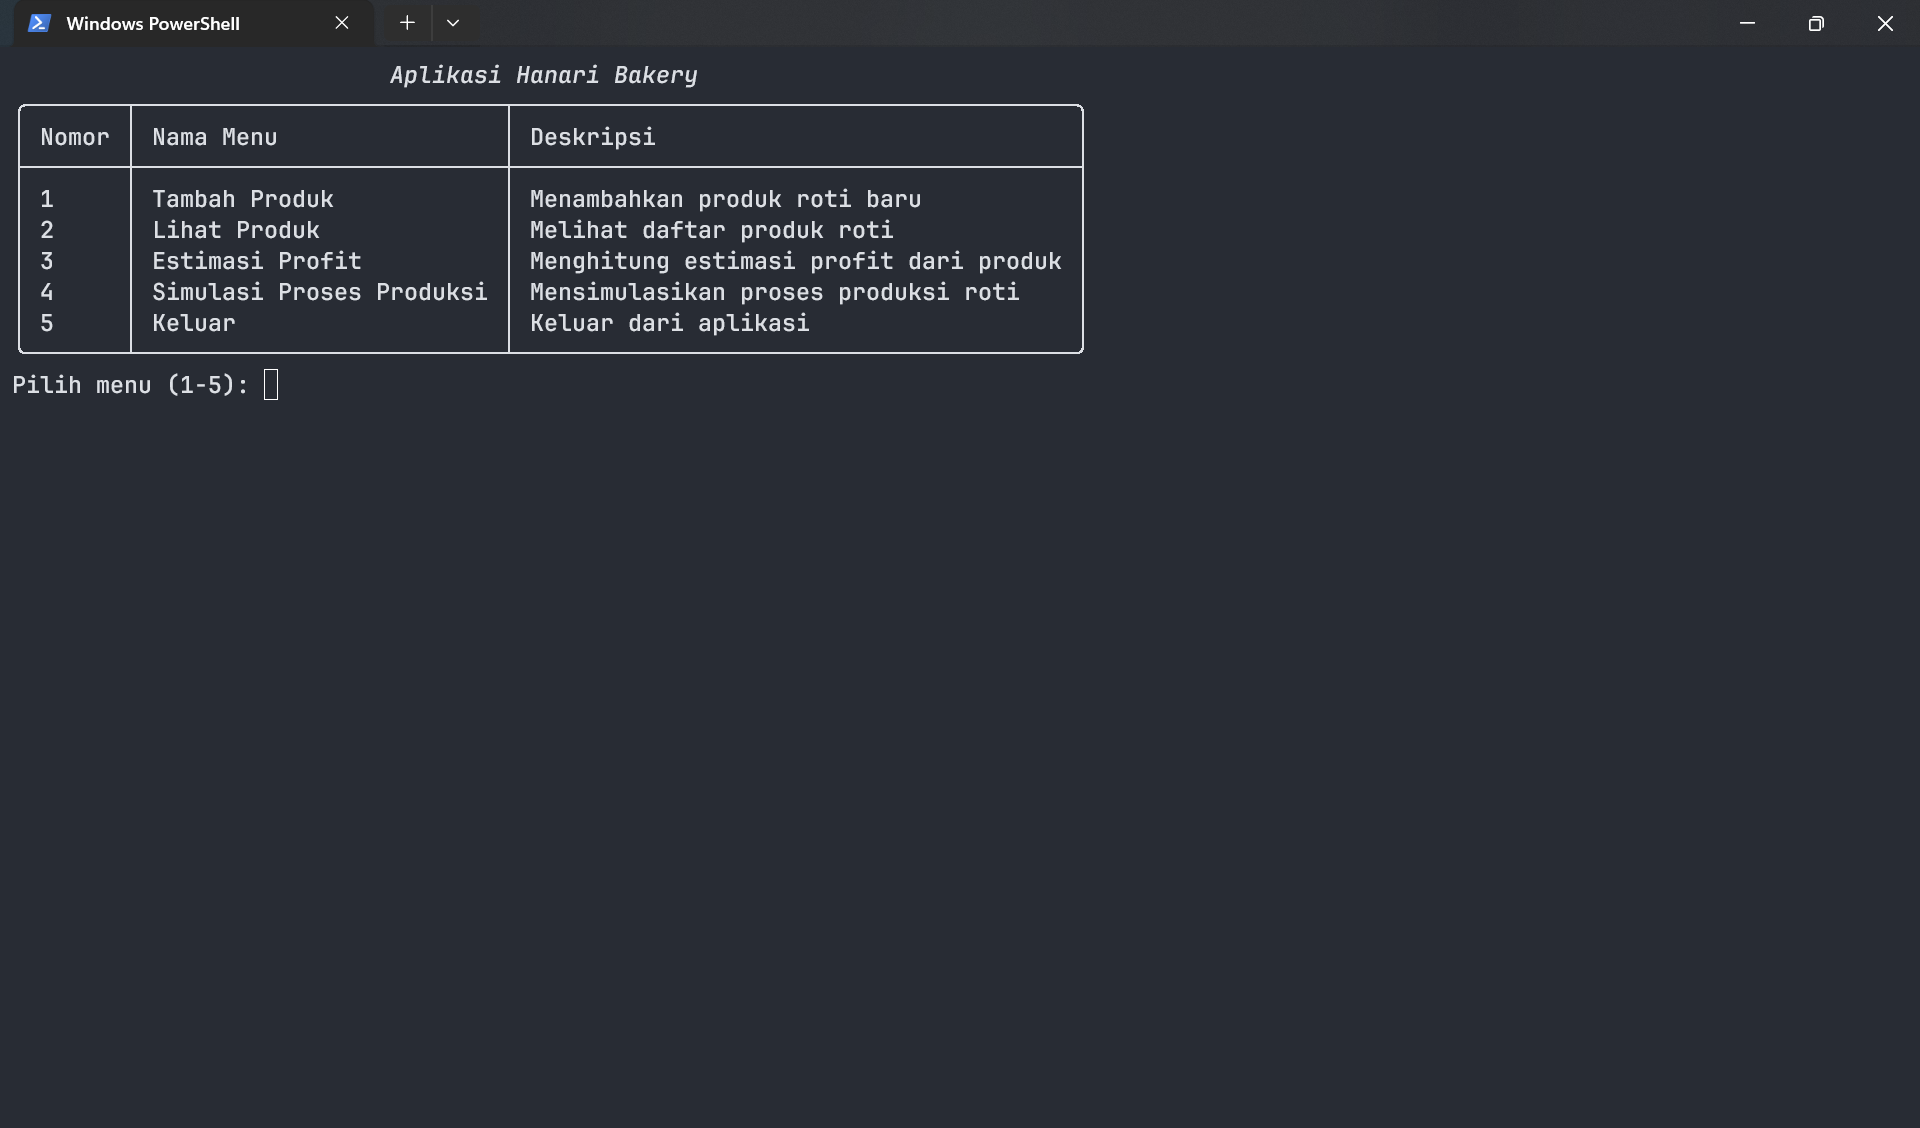 Windows PowerShell
Aplikasi Hanari Bakery
Nomor Nama Menu Deskripsi
1 Tambah Produk Menambahkan produk roti baru
2 Lihat Produk Melihat daftar produk roti
3 Estimasi Profit Menghitung estimasi profit dari produk
4 Simulasi Proses Produksi Mensimulasikan proses produksi roti
5 Keluar Keluar dari aplikasi
Pilih menu (1-5):